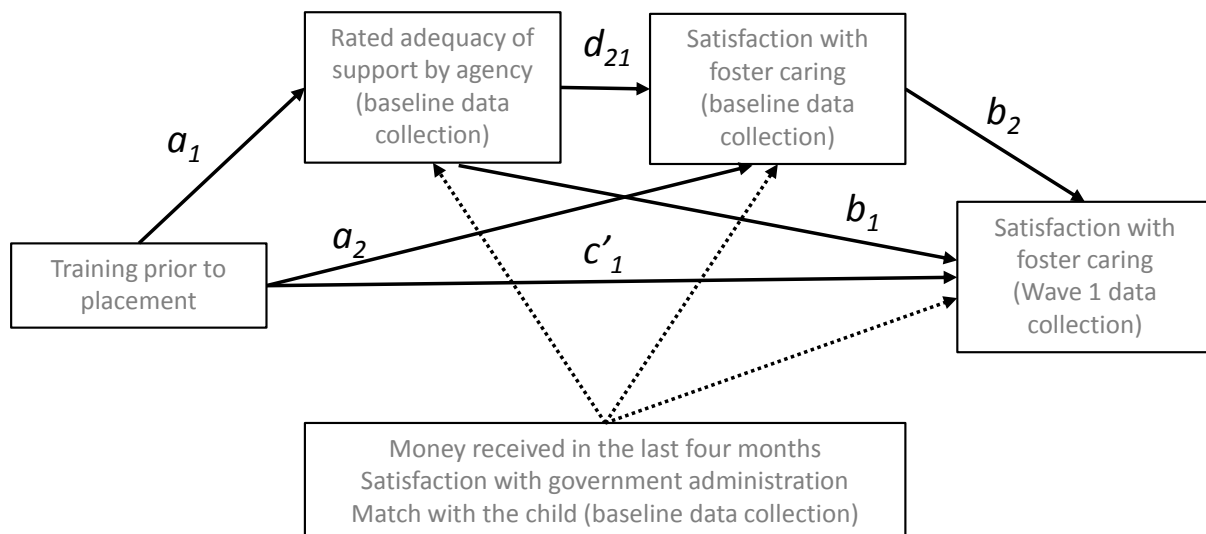 Rated adequacy of
support by agency
(baseline data
collection)
d21
Satisfaction with
foster caring
(baseline data
collection)
a1
b2
Training prior to
placement
a2
b1
c’1
Satisfaction with
foster caring
(Wave 1 data
collection)
Money received in the last four months
Satisfaction with government administration
Match with the child (baseline data collection)